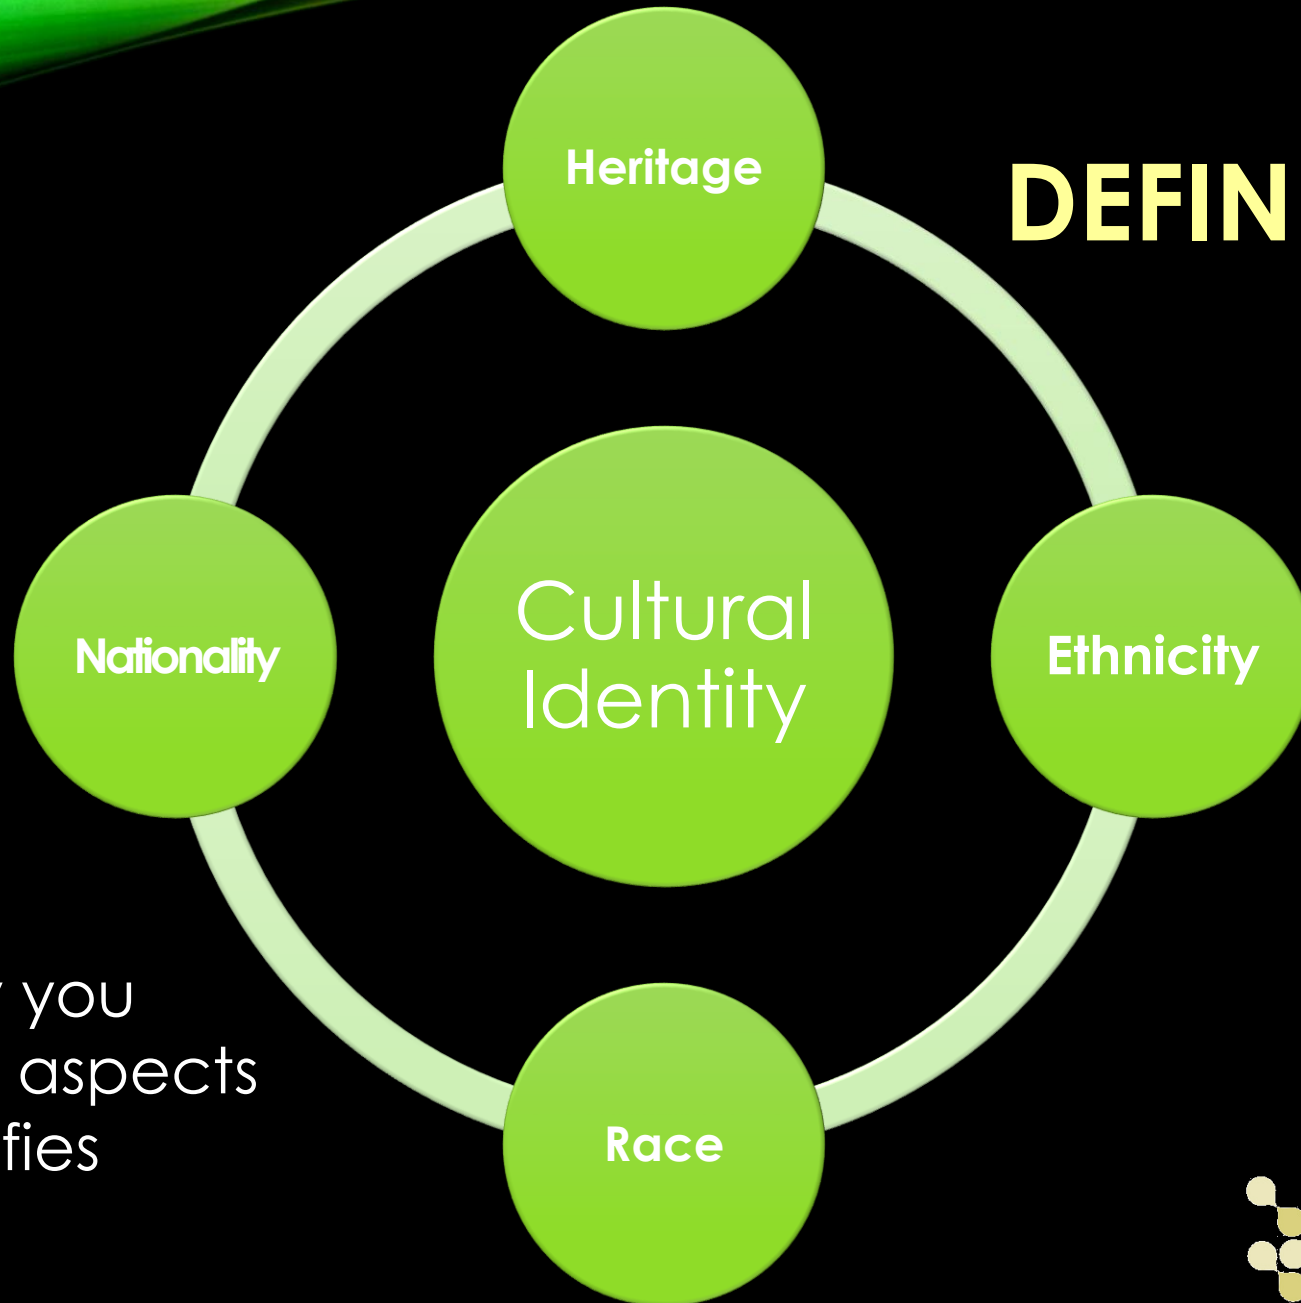 Heritage
DEFIN
Cultural
Identity
Nationality
Ethnicity
you
aspects
fies
Race